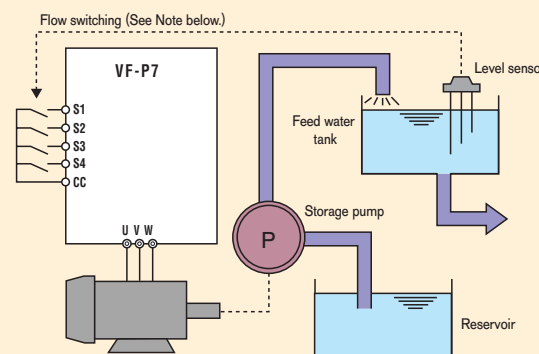 Flow switching (See Note below.)
VF-P7
Level sensor
S1
S2
S3
S4
CC
Feed water
tank
Storage pump
U V W
P
Reservoir